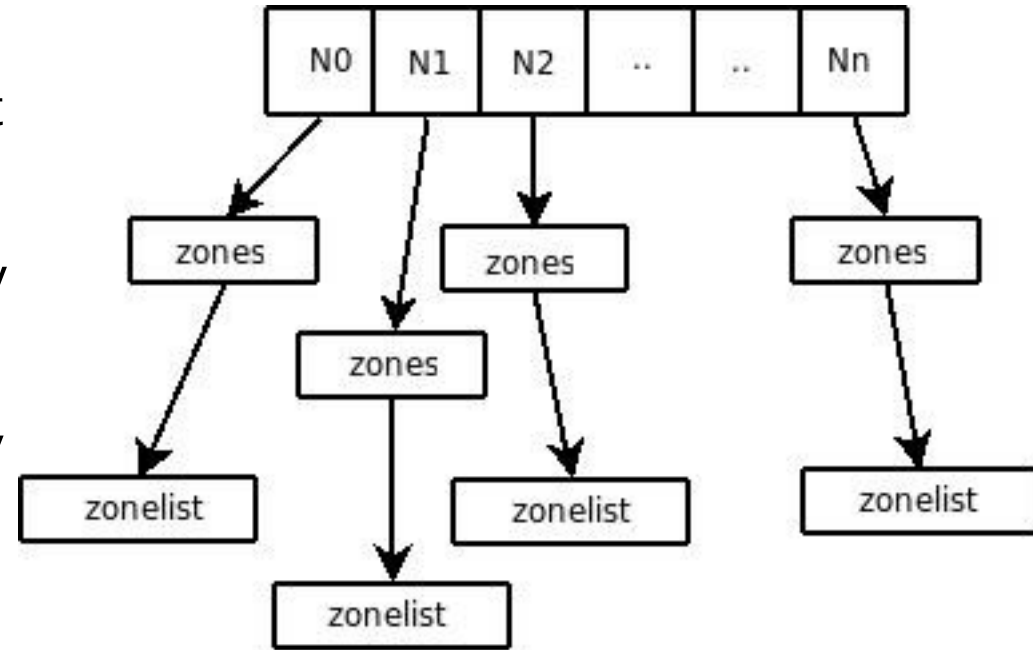 N0 N1 N2 .. .. Nn
t
zones zones zones
y
zones
y
zonelist zonelist zonelist
zonelist